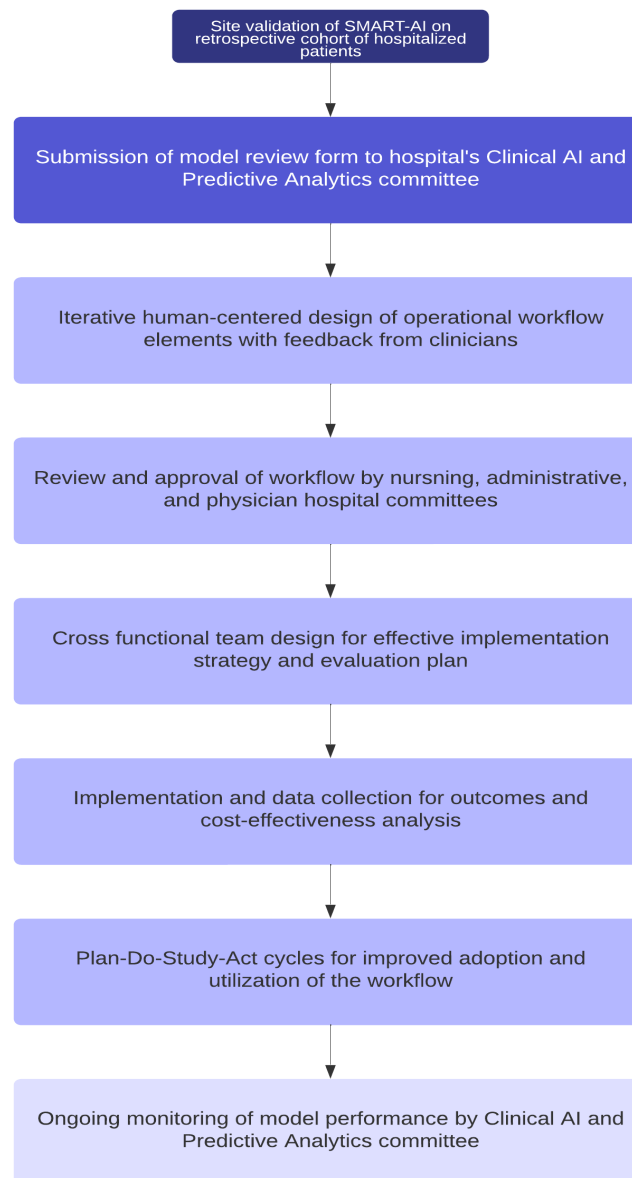 Site validation of SMART-AI on
retrospective cohort of hospitalized
patients
Submission of model review form to hospital's Clinical AI and
Predictive Analytics committee
Iterative human-centered design of operational workflow
elements with feedback from clinicians
Review and approval of workflow by nursning, administrative,
and physician hospital committees
Cross functional team design for effective implementation
strategy and evaluation plan
Implementation and data collection for outcomes and
cost-effectiveness analysis
Plan-Do-Study-Act cycles for improved adoption and
utilization of the workflow
Ongoing monitoring of model performance by Clinical AI and
Predictive Analytics committee